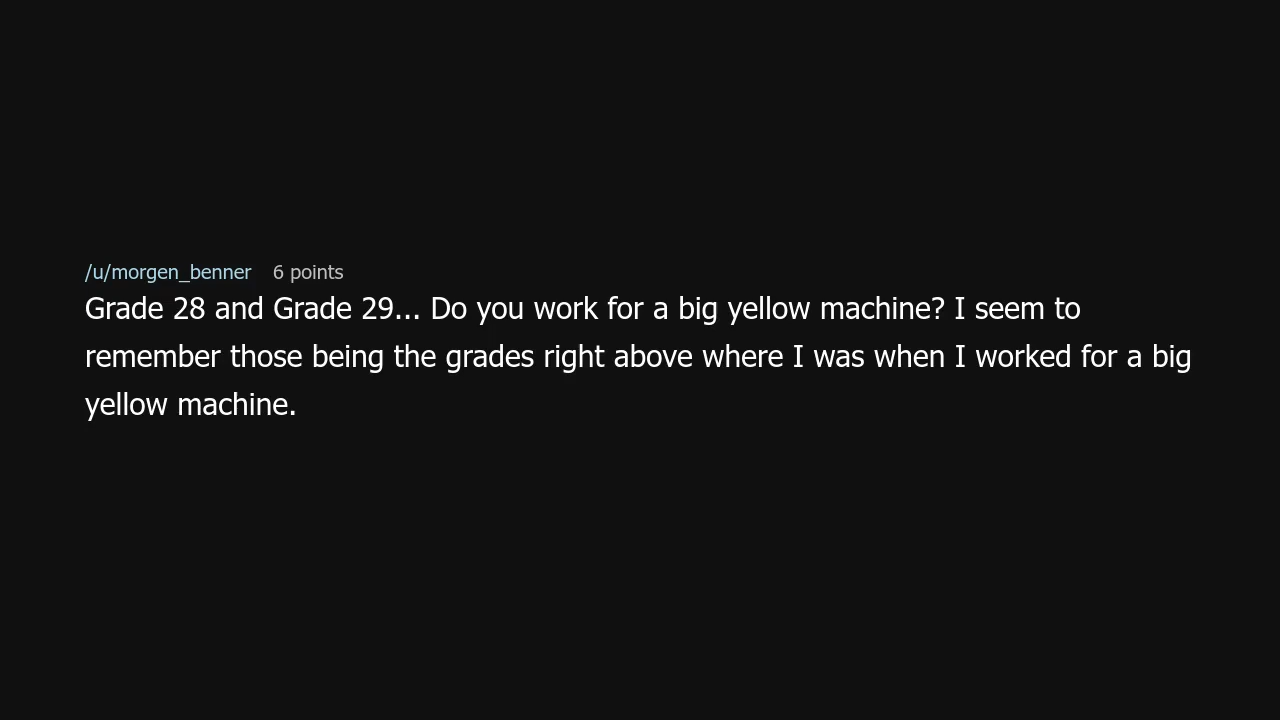 /u/morgen_benner 6 points
Grade 28 and Grade 29... Do you work for a big yellow machine? I seem to
remember those being the grades right above where I was when I worked for a big
yellow machine.